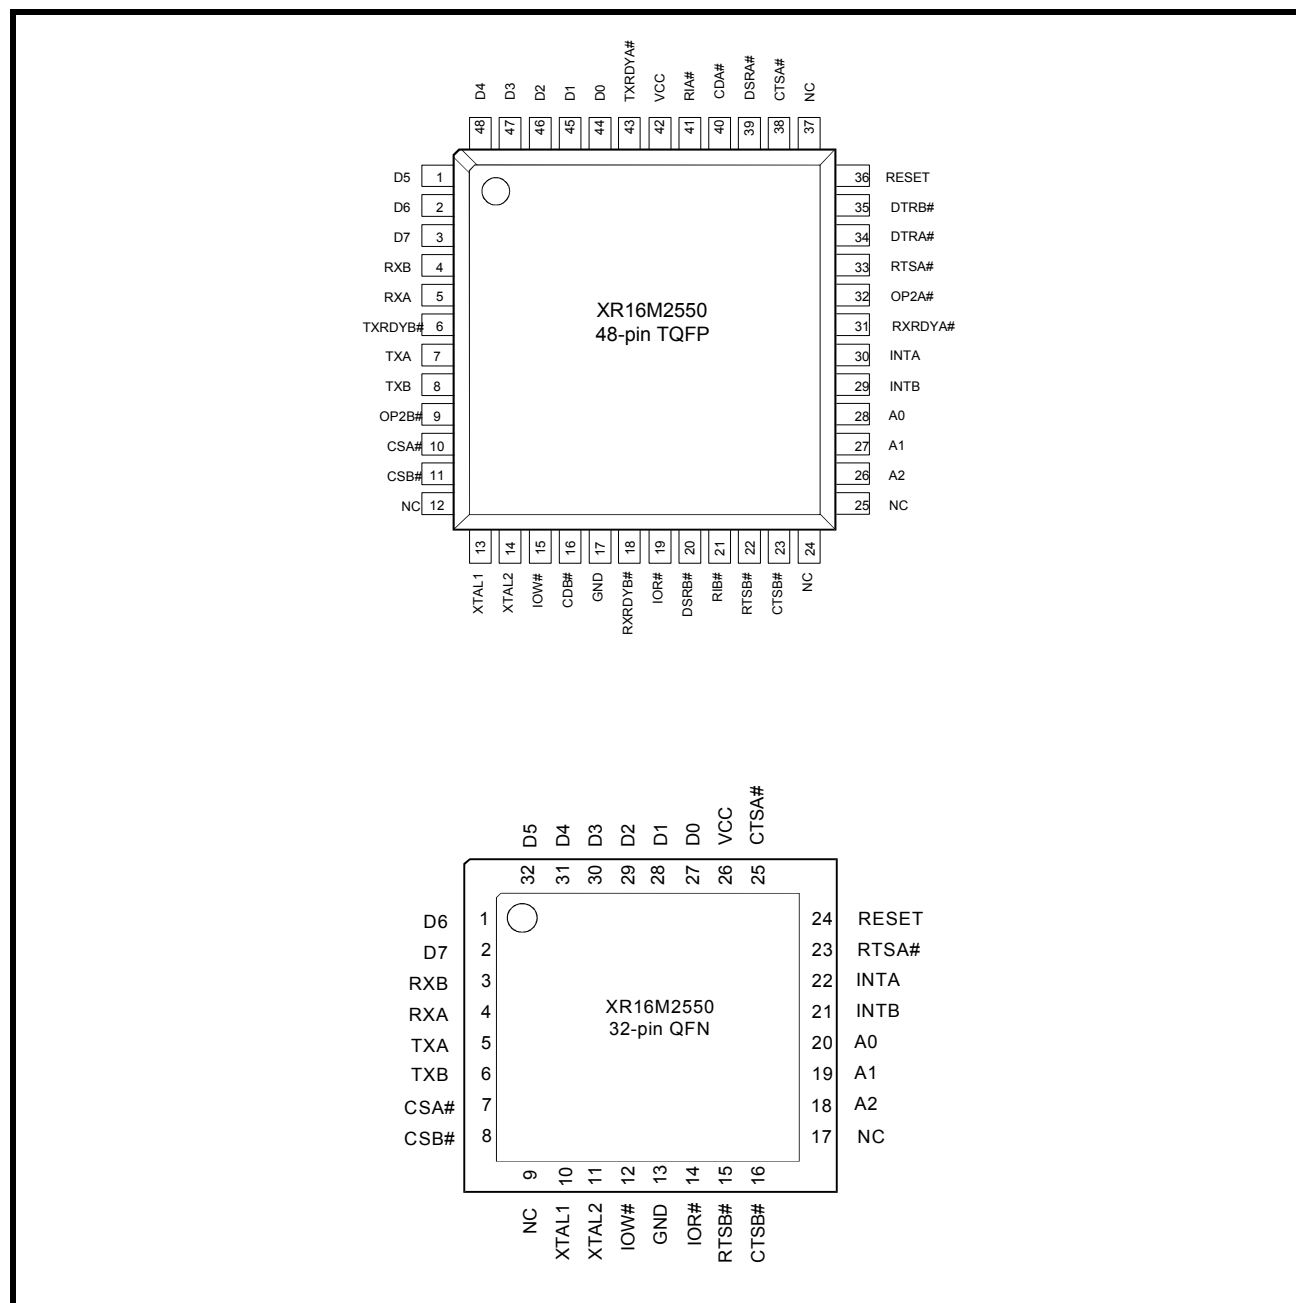 D4 D3 D2 D1 D0 TXRDYA# VCC RIA# CDA# DSRA# CTSA# NC
48 47 46 45 44 43 42 41 40 39 38 37
D5 1 36 RESET
D6 2 35 DTRB#
D7 3 34 DTRA#
RXB 4 33 RTSA#
RXA 5 32 OP2A#
TXRDYB# 6 31 RXRDYA#
TXA 7 30 INTA
TXB 8 29 INTB
OP2B# 9 28 A0
CSA# 10 27 A1
CSB# 11 26 A2
NC 12 25 NC
XR16M2550
48-pin TQFP
13 14 15 16 17 18 19 20 21 22 23 24
XTAL1 XTAL2 IOW# CDB# GND RXRDYB# IOR# DSRB# RIB# RTSB# CTSB# NC
D5 D4 D3 D2 D1 D0 VCC CTSA#
32 31 30 29 28 27 26 25
D6 1 24 RESET
D7 2 23 RTSA#
RXB 3 22 INTA
RXA 4 21 INTB
TXA 5 20 A0
TXB 6 19 A1
CSA# 7 18 A2
CSB# 8 17 NC
XR16M2550
32-pin QFN
9 10 11 12 13 14 15 16
NC XTAL1 XTAL2 IOW# GND IOR# RTSB# CTSB#